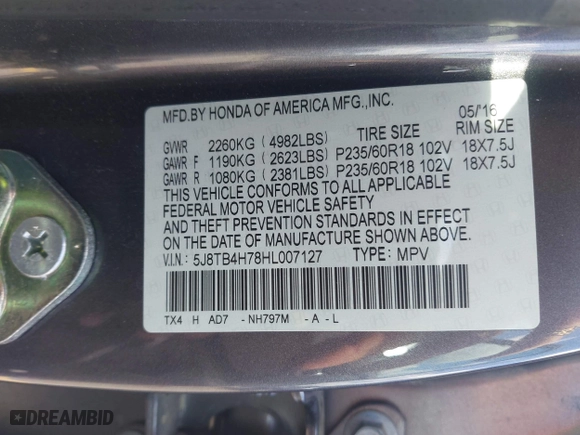 MFD.BY HONDA OF AMERICA MFG.,INC.
05/'16
GVWR 2260KG ( 4982LBS) TIRE SIZE RIM SIZE
GAWR F 1190KG ( 2623LBS) P235/60R18 102V 18X7.5J
GAWR R 1080KG ( 2381LBS) P235/60R18 102V 18X7.5J
THIS VEHICLE CONFORMS TO ALL APPLICABLE
FEDERAL MOTOR VEHICLE SAFETY
AND THEFT PREVENTION STANDARDS IN EFFECT ON
THE DATE OF MANUFACTURE SHOWN ABOVE.
V.I.N.: 5J8TB4H78HL007127 TYPE: MPV
TX4 H AD7 -NH797M -A -L
DREAMBID